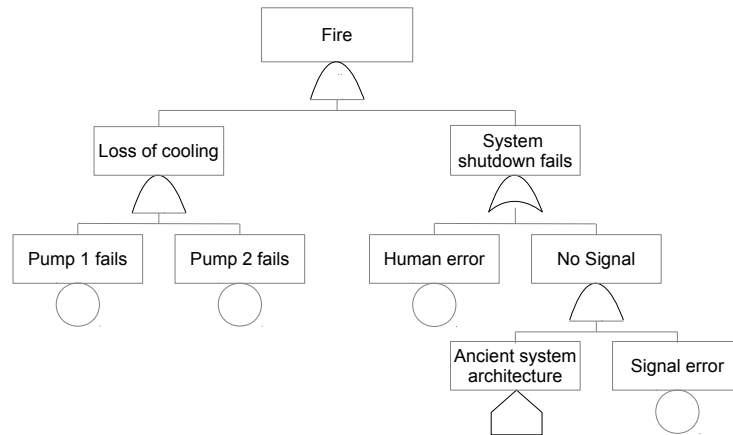 Fire
Loss of cooling
System
shutdown fails
Pump 1 fails
Pump 2 fails
Human error
No Signal
Ancient system
architecture
Signal error